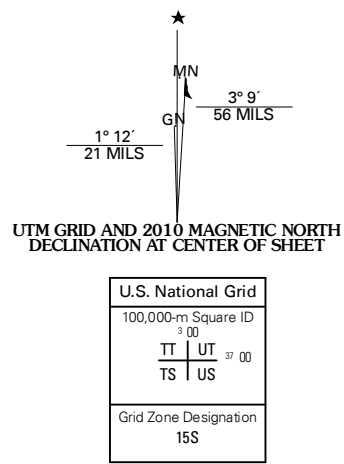 MN
GN
3° 9´
56 MILS
1° 12´
21 MILS
UTM GRID AND 2010 MAGNETIC NORTH
DECLINATION AT CENTER OF SHEET
U.S. National Grid
100,000-m Square ID
3 00
TT UT
37 00
TS US
Grid Zone Designation
15S